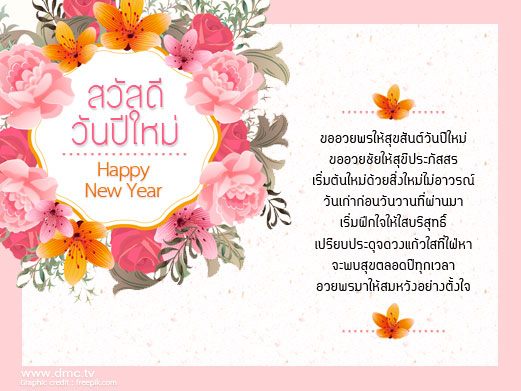 สวัสดี
วันปีใหม่
Happy
New Year
ขออวยพรให้สุขสันต์วันปีใหม่
ขออวยชัยให้สุขีประภัสสร
เริ่มต้นใหม่ด้วยสิ่งใหม่ไม่อาวรณ์
วันเก่าก่อนวันวานที่ผ่านมา
เริ่มฝึกใจให้ใสบริสุทธิ์
เปรียบประดุจดวงแก้วใสที่ใฝ่หา
จะพบสุขตลอดปีทุกเวลา
อวยพรมาให้สมหวังอย่างตั้งใจ
www.dmc.tv
Graphic credit : freepik.com